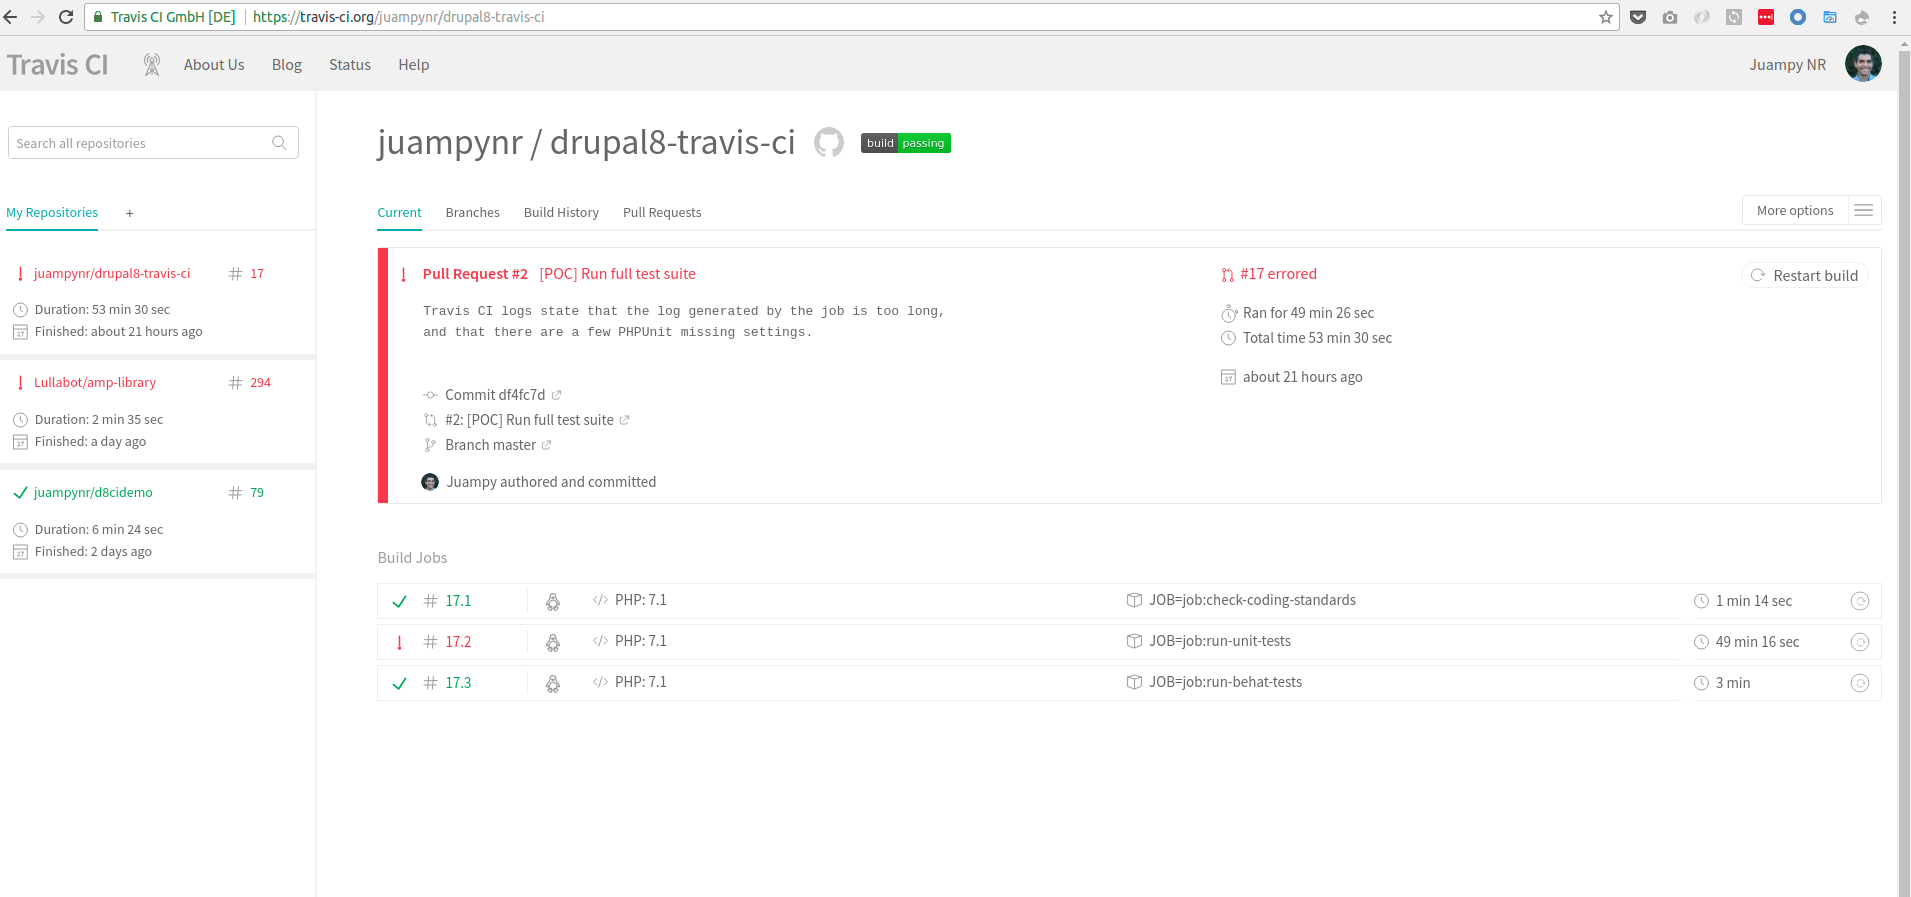 Travis CI GmbH [DE] https://travis-ci.org/juampynr/drupal8-travis-ci
Travis CI About Us Blog Status Help Juampy NR
Search all repositories
My Repositories +
juampynr/drupal8-travis-ci # 17
Duration: 53 min 30 sec
Finished: about 21 hours ago
Lullabot/amp-library # 294
Duration: 2 min 35 sec
Finished: a day ago
juampynr/d8cidemo # 79
Duration: 6 min 24 sec
Finished: 2 days ago
juampynr / drupal8-travis-ci build passing
Current Branches Build History Pull Requests More options
! Pull Request #2 [POC] Run full test suite
Travis CI logs state that the log generated by the job is too long,
and that there are a few PHPUnit missing settings.
Commit df4fc7d
#2: [POC] Run full test suite
Branch master
Juampy authored and committed
#17 errored
Ran for 49 min 26 sec
Total time 53 min 30 sec
about 21 hours ago
Restart build
Build Jobs
# 17.1 </> PHP: 7.1 JOB=job:check-coding-standards 1 min 14 sec
! # 17.2 </> PHP: 7.1 JOB=job:run-unit-tests 49 min 16 sec
# 17.3 </> PHP: 7.1 JOB=job:run-behat-tests 3 min